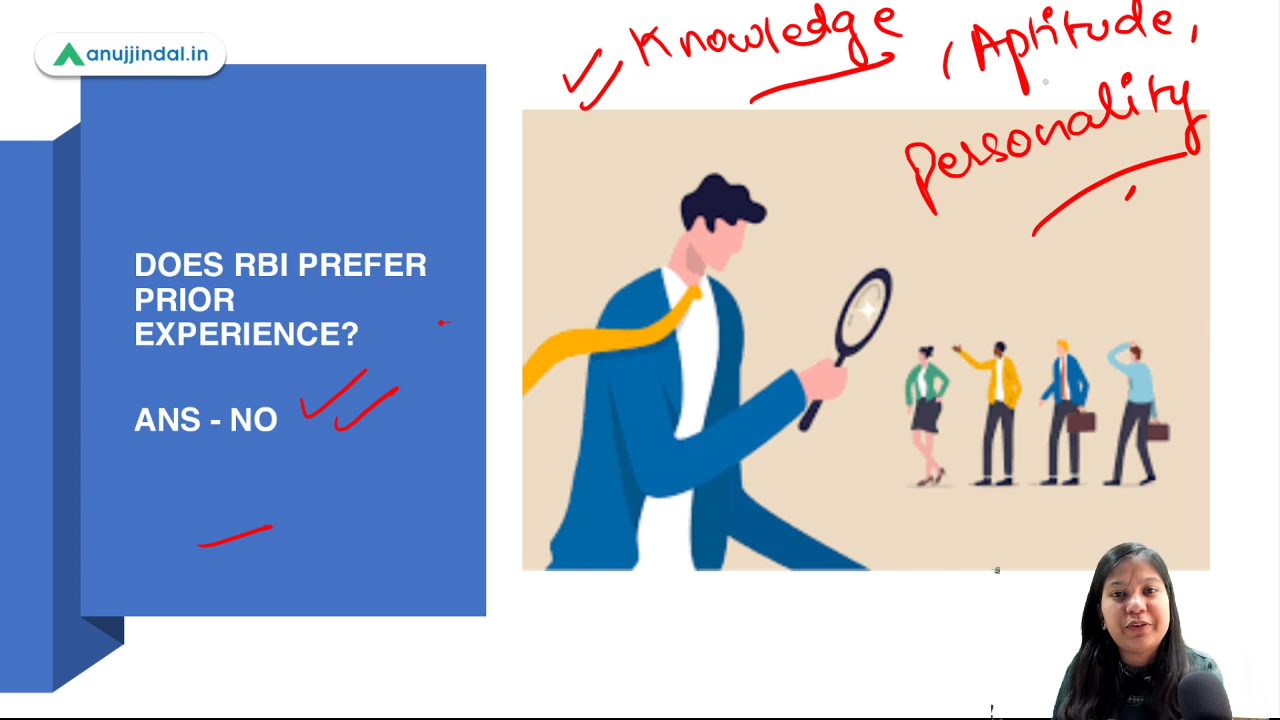 anujjindal.in
Knowledge, Aptitude,
Personality
DOES RBI PREFER
PRIOR
EXPERIENCE?
ANS - NO